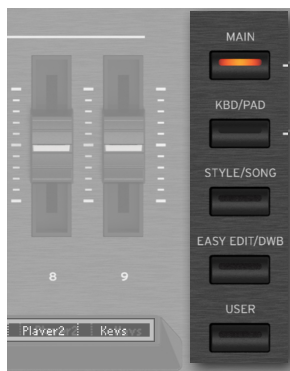 MAIN
KBD/PAD
STYLE/SONG
EASY EDIT/DWB
USER
8 9
Player2 Keys